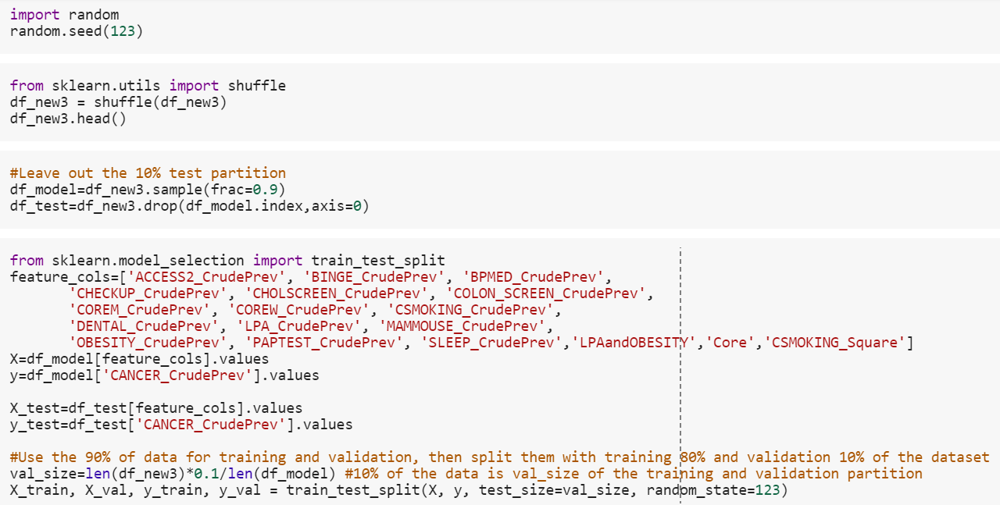 import random
random.seed(123)
from sklearn.utils import shuffle
df_new3 = shuffle(df_new3)
df_new3.head()
#Leave out the 10% test partition
df_model=df_new3.sample(frac=0.9)
df_test=df_new3.drop(df_model.index,axis=0)
from sklearn.model_selection import train_test_split
feature_cols=['ACCESS2_CrudePrev', 'BINGE_CrudePrev', 'BPMED_CrudePrev',
'CHECKUP_CrudePrev', 'CHOLSCREEN_CrudePrev', 'COLON_SCREEN_CrudePrev',
'COREM_CrudePrev', 'COREW_CrudePrev', 'CSMOKING_CrudePrev',
'DENTAL_CrudePrev', 'LPA_CrudePrev', 'MAMMOUSE_CrudePrev',
'OBESITY_CrudePrev', 'PAPTEST_CrudePrev', 'SLEEP_CrudePrev','LPAandOBESITY','Core','CSMOKING_Square']
X=df_model[feature_cols].values
y=df_model['CANCER_CrudePrev'].values
X_test=df_test[feature_cols].values
y_test=df_test['CANCER_CrudePrev'].values
#Use the 90% of data for training and validation, then split them with training 80% and validation 10% of the dataset
val_size=len(df_new3)*0.1/len(df_model) #10% of the data is val_size of the training and validation partition
X_train, X_val, y_train, y_val = train_test_split(X, y, test_size=val_size, random_state=123)